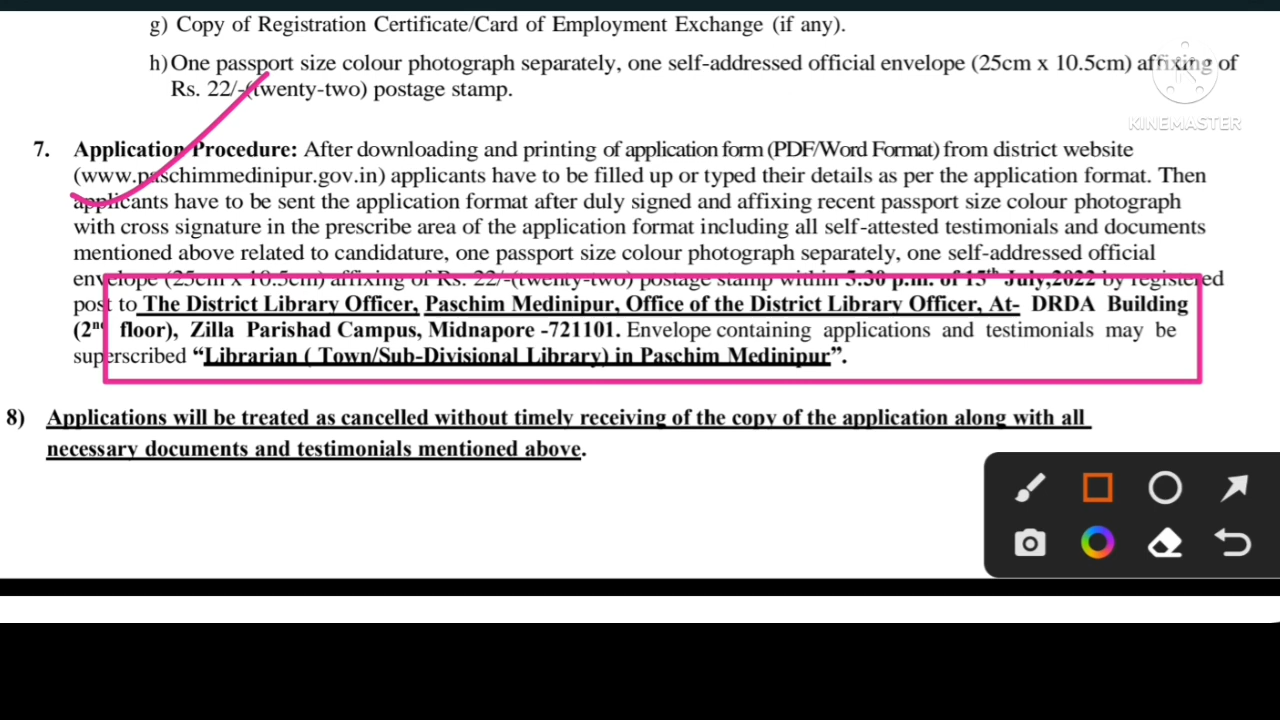 g) Copy of Registration Certificate/Card of Employment Exchange (if any).
h) One passport size colour photograph separately, one self-addressed official envelope (25cm x 10.5cm) affixing of
Rs. 22/-(twenty-two) postage stamp.
KINEMASTER
7. Application Procedure: After downloading and printing of application form (PDF/Word Format) from district website
(www.paschimmedinipur.gov.in) applicants have to be filled up or typed their details as per the application format. Then
applicants have to be sent the application format after duly signed and affixing recent passport size colour photograph
with cross signature in the prescribe area of the application format including all self-attested testimonials and documents
mentioned above related to candidature, one passport size colour photograph separately, one self-addressed official
envelope (25cm x 10.5cm) affixing of Rs. 22/-(twenty-two) postage stamp within 5.30 p.m. of 15th July,2022 by registered
post to The District Library Officer, Paschim Medinipur, Office of the District Library Officer, At- DRDA Building
(2nd floor), Zilla Parishad Campus, Midnapore -721101. Envelope containing applications and testimonials may be
superscribed “Librarian ( Town/Sub-Divisional Library) in Paschim Medinipur”.
8) Applications will be treated as cancelled without timely receiving of the copy of the application along with all
necessary documents and testimonials mentioned above.